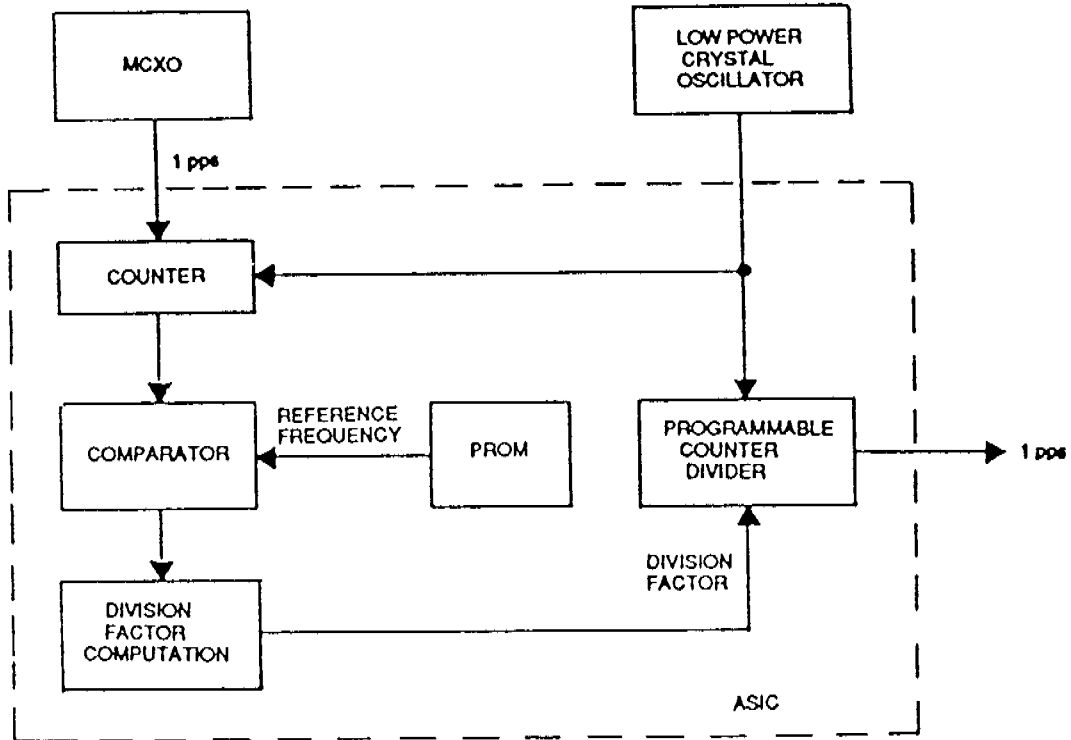 MCXO
LOW POWER
CRYSTAL
OSCILLATOR
1 pps
COUNTER
COMPARATOR
REFERENCE
FREQUENCY
PROM
PROGRAMMABLE
COUNTER
DIVIDER
1 pps
DIVISION
FACTOR
DIVISION
FACTOR
COMPUTATION
ASIC